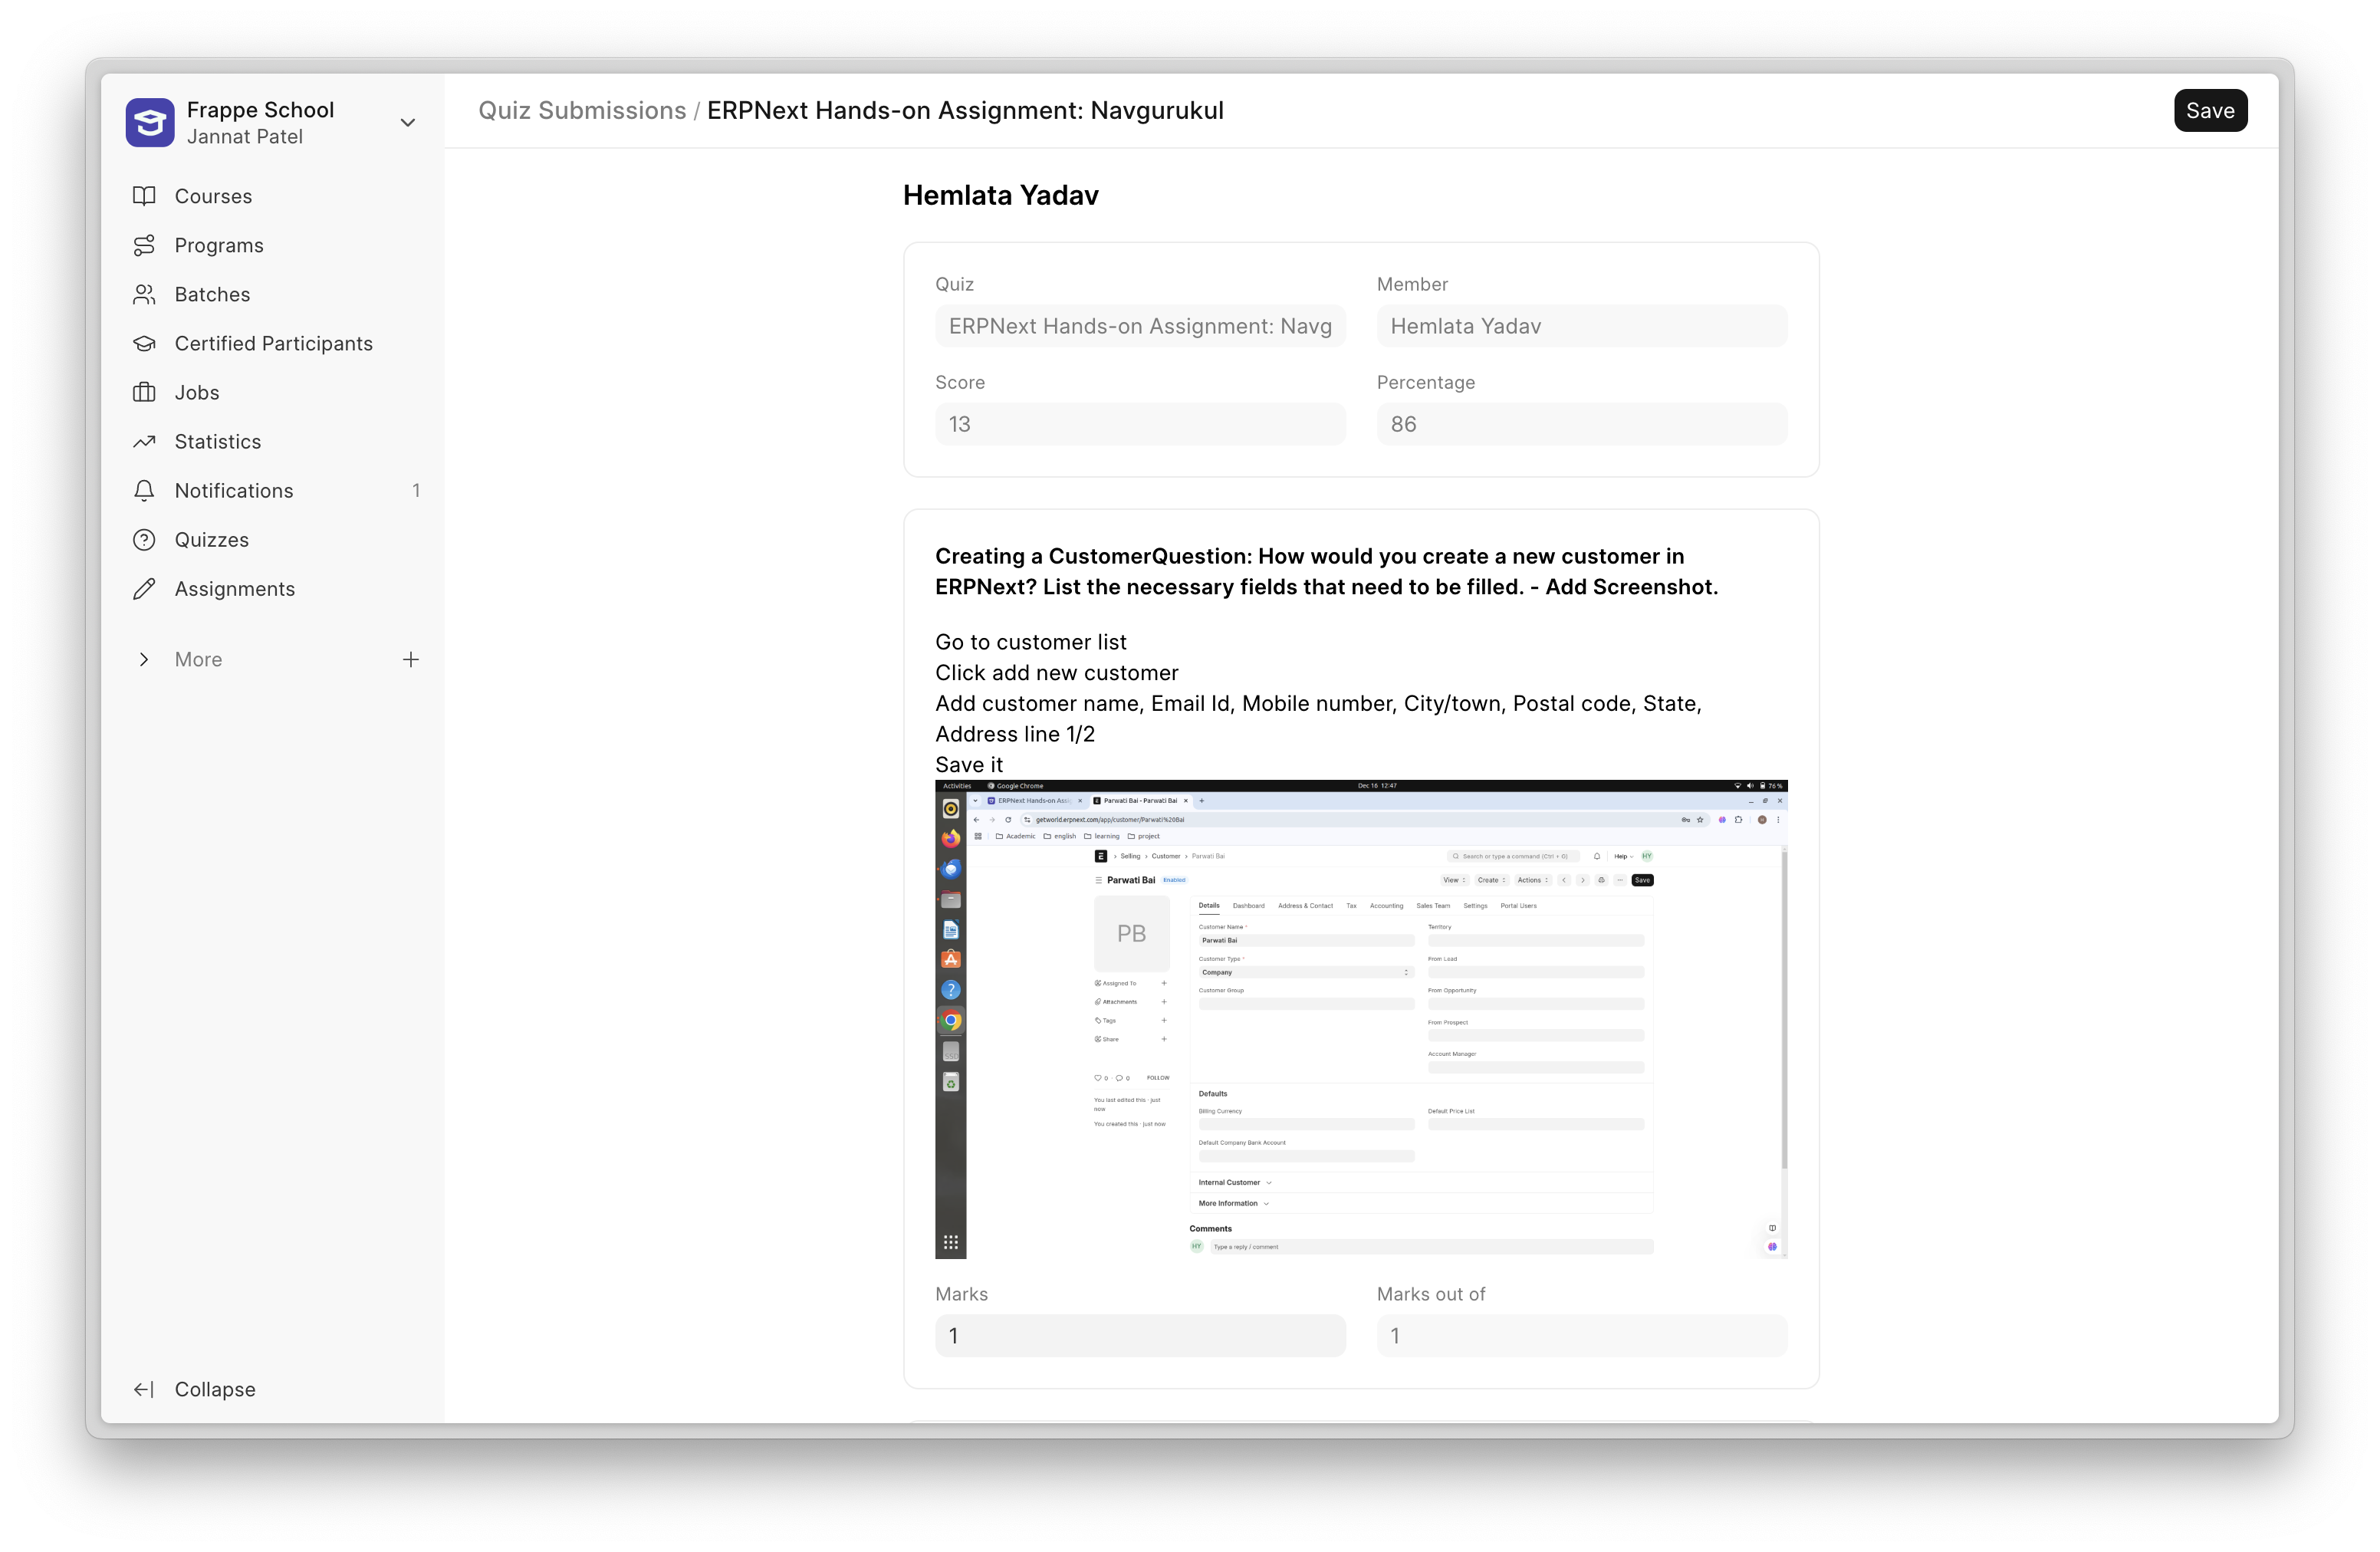 Frappe School
Jannat Patel
Courses
Programs
Batches
Certified Participants
Jobs
Statistics
Notifications 1
Quizzes
Assignments
More
Collapse
Quiz Submissions / ERPNext Hands-on Assignment: Navgurukul
Save
Hemlata Yadav
Quiz Member
ERPNext Hands-on Assignment: Navg Hemlata Yadav
Score Percentage
13 86
Creating a CustomerQuestion: How would you create a new customer in
ERPNext? List the necessary fields that need to be filled. - Add Screenshot.
Go to customer list
Click add new customer
Add customer name, Email Id, Mobile number, City/town, Postal code, State,
Address line 1/2
Save it
Activities Google Chrome Dec 16 12:47 76 %
ERPNext Hands-on Assi Parwati Bai - Parwati Bai
getworld.erpnext.com/app/customer/Parwati%20Bai
Academic english learning project
E Selling Customer Parwati Bai Search or type a command (Ctrl + G) Help HY
Parwati Bai Enabled View Create Actions Save
PB
Details Dashboard Address & Contact Tax Accounting Sales Team Settings Portal Users
Customer Name * Territory
Parwati Bai
Customer Type * From Lead
Company
Customer Group From Opportunity
From Prospect
Account Manager
Assigned To
Attachments
Tags
Share
0 0 FOLLOW
You last edited this · just
now
You created this · just now
Defaults
Billing Currency Default Price List
Default Company Bank Account
Internal Customer
More Information
Comments
HY Type a reply / comment
Marks Marks out of
1 1